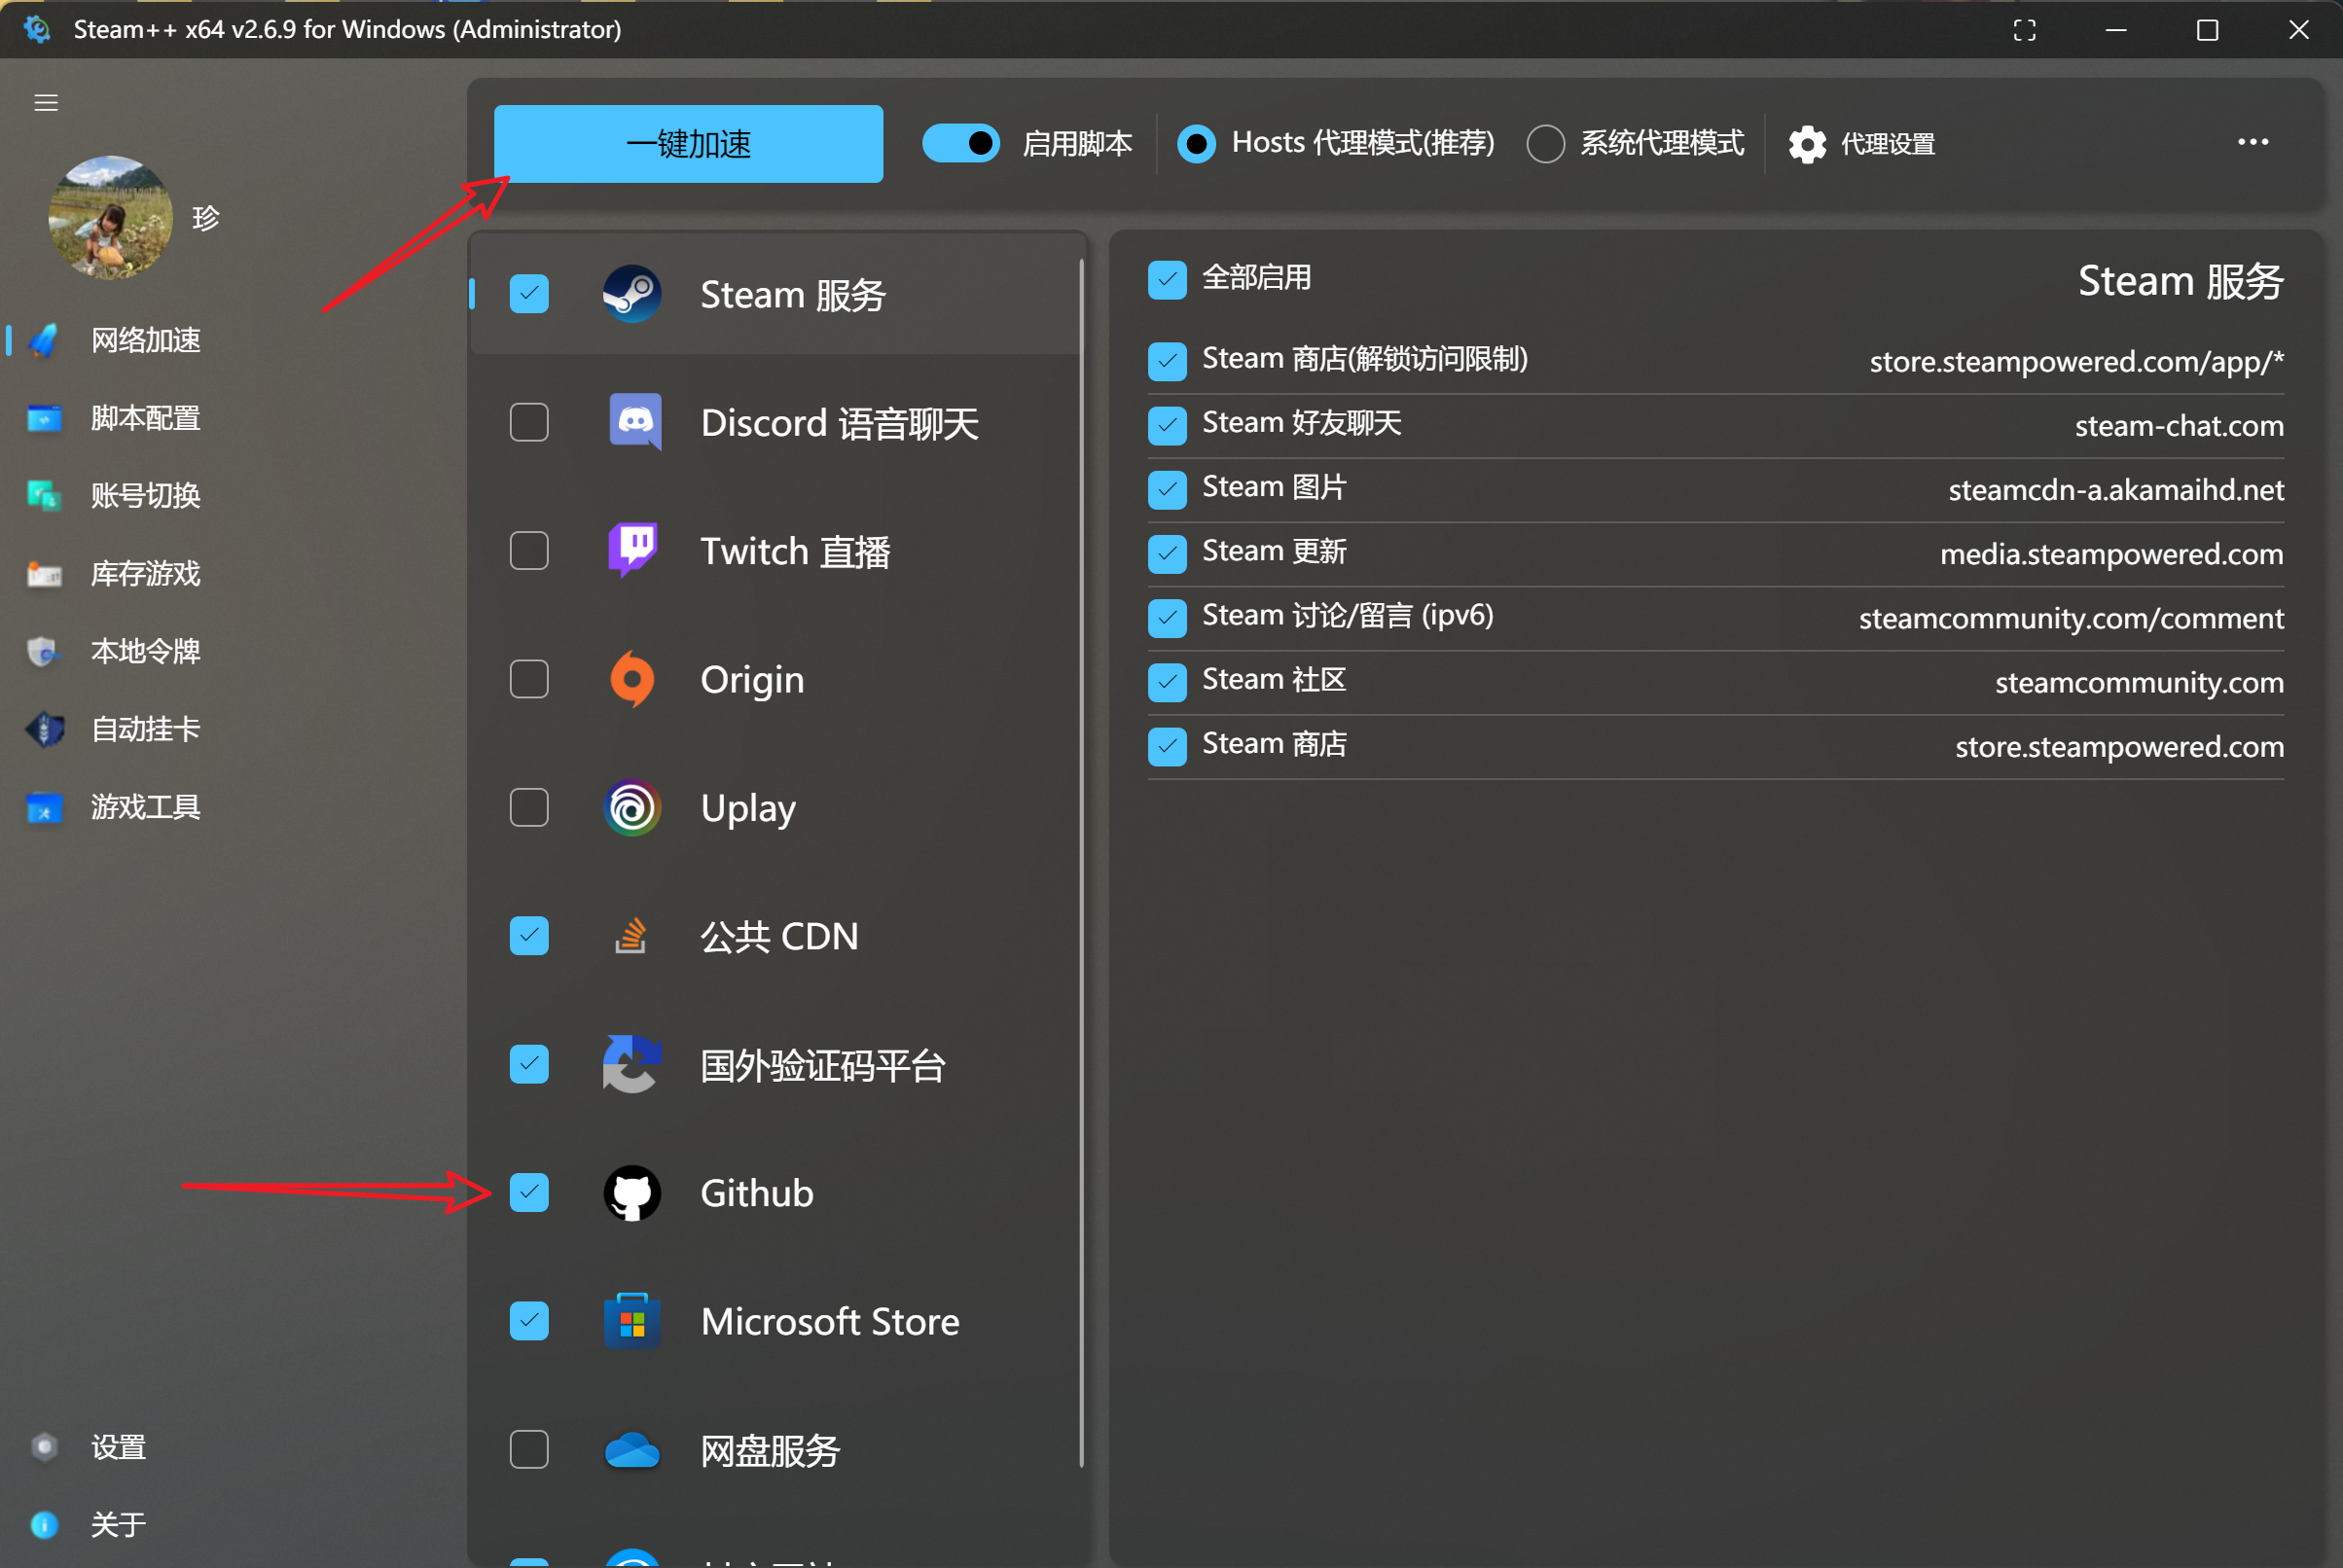 Steam++ x64 v2.6.9 for Windows (Administrator)
珍
网络加速
脚本配置
账号切换
库存游戏
本地令牌
自动挂卡
游戏工具
设置
关于
一键加速
启用脚本
Hosts 代理模式(推荐)
系统代理模式
代理设置
Steam 服务
Discord 语音聊天
Twitch 直播
Origin
Uplay
公共 CDN
国外验证码平台
Github
Microsoft Store
网盘服务
全部启用
Steam 服务
Steam 商店(解锁访问限制) store.steampowered.com/app/*
Steam 好友聊天 steam-chat.com
Steam 图片 steamcdn-a.akamaihd.net
Steam 更新 media.steampowered.com
Steam 讨论/留言 (ipv6) steamcommunity.com/comment
Steam 社区 steamcommunity.com
Steam 商店 store.steampowered.com